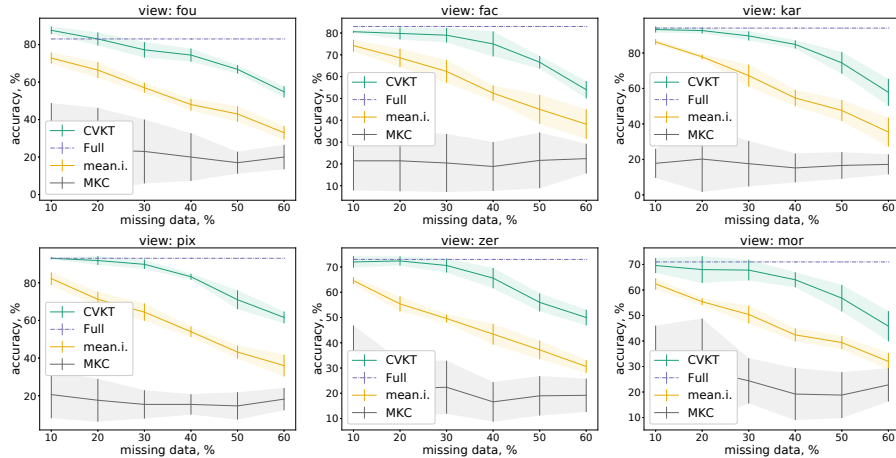 view: fou
accuracy, %
80
60
40
20
0
CVKT
Full
mean.i.
MKC
10 20 30 40 50 60
missing data, %
view: fac
accuracy, %
80
70
60
50
40
30
20
10
CVKT
Full
mean.i.
MKC
10 20 30 40 50 60
missing data, %
view: kar
accuracy, %
80
60
40
20
0
CVKT
Full
mean.i.
MKC
10 20 30 40 50 60
missing data, %
view: pix
accuracy, %
80
60
40
20
CVKT
Full
mean.i.
MKC
10 20 30 40 50 60
missing data, %
view: zer
accuracy, %
70
60
50
40
30
20
10
CVKT
Full
mean.i.
MKC
10 20 30 40 50 60
missing data, %
view: mor
accuracy, %
70
60
50
40
30
20
10
CVKT
Full
mean.i.
MKC
10 20 30 40 50 60
missing data, %